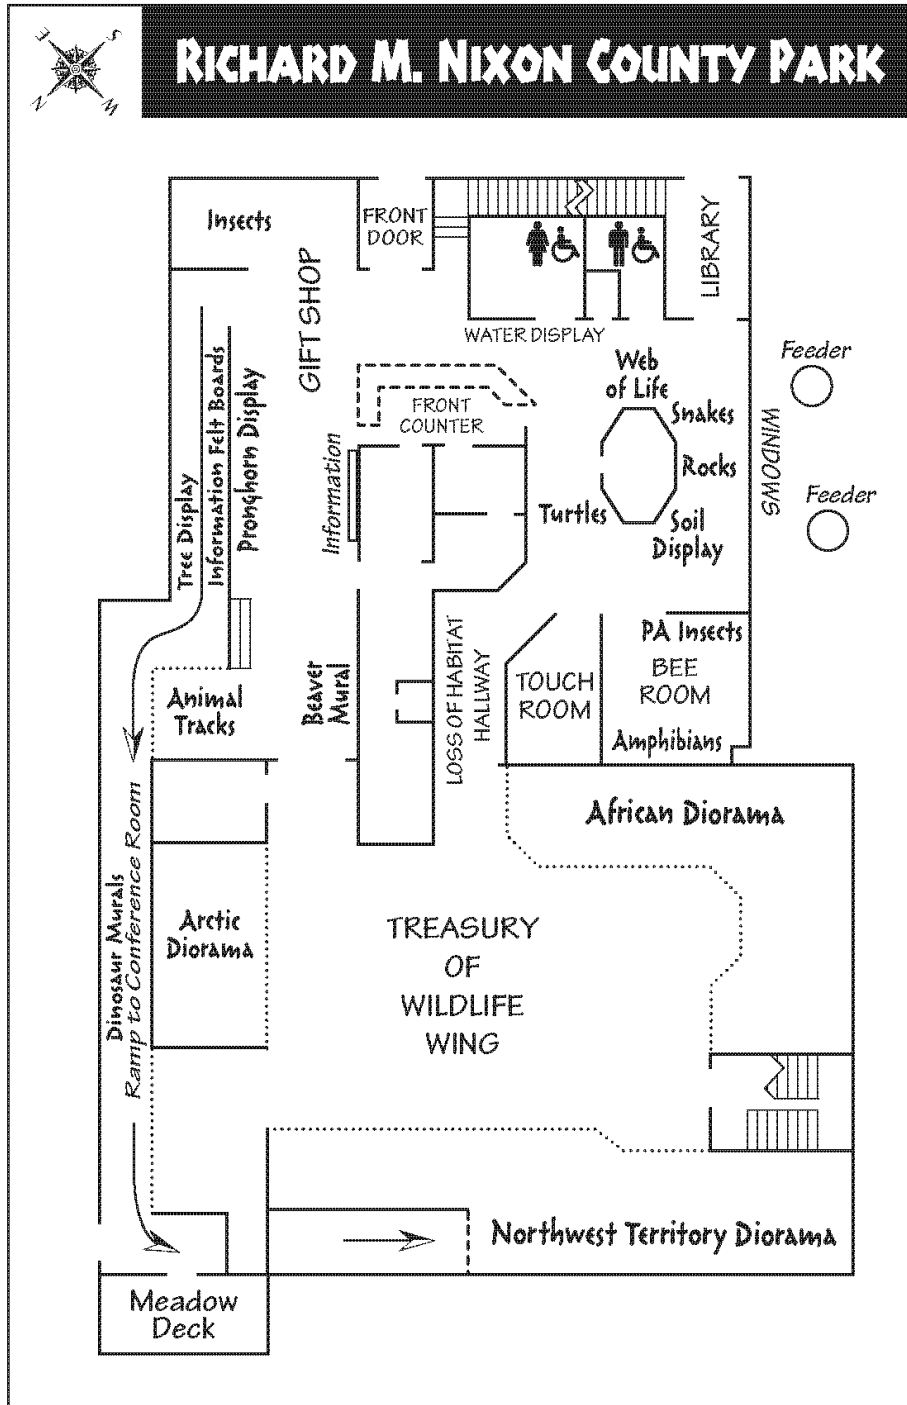 RICHARD M. NIXON COUNTY PARK
E
S
N
W
Insects
FRONT
DOOR
LIBRARY
GIFT SHOP
WATER DISPLAY
Feeder
Web
of Life
Snakes
FRONT
COUNTER
WINDOWS
Information
Rocks
Feeder
Turtles
Soil
Display
Tree Display
Information Felt Boards
Pronghorn Display
PA Insects
BEE
ROOM
TOUCH
ROOM
Amphibians
LOSS OF HABITAT
HALLWAY
Beaver
Mural
Animal
Tracks
African Diorama
Dinosaur Murals
Ramp to Conference Room
Arctic
Diorama
TREASURY
OF
WILDLIFE
WING
Northwest Territory Diorama
Meadow
Deck